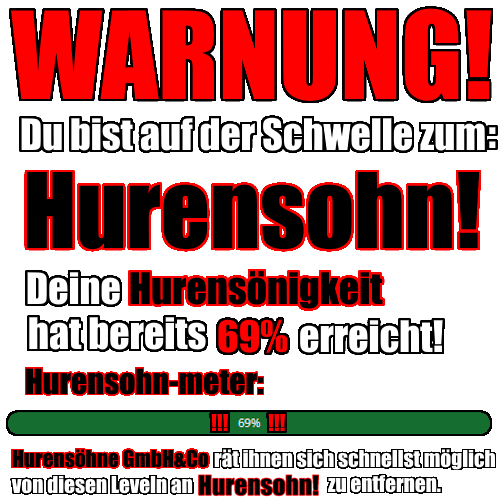 WARNUNG!
Du bist auf der Schwelle zum:
Hurensohn!
Deine Hurensönigkeit
hat bereits 69% erreicht!
Hurensohn-meter:
!!! 69% !!!
Hurensöhne GmbH&Co rät ihnen sich schnellst möglich
von diesen Leveln an Hurensohn! zu entfernen.